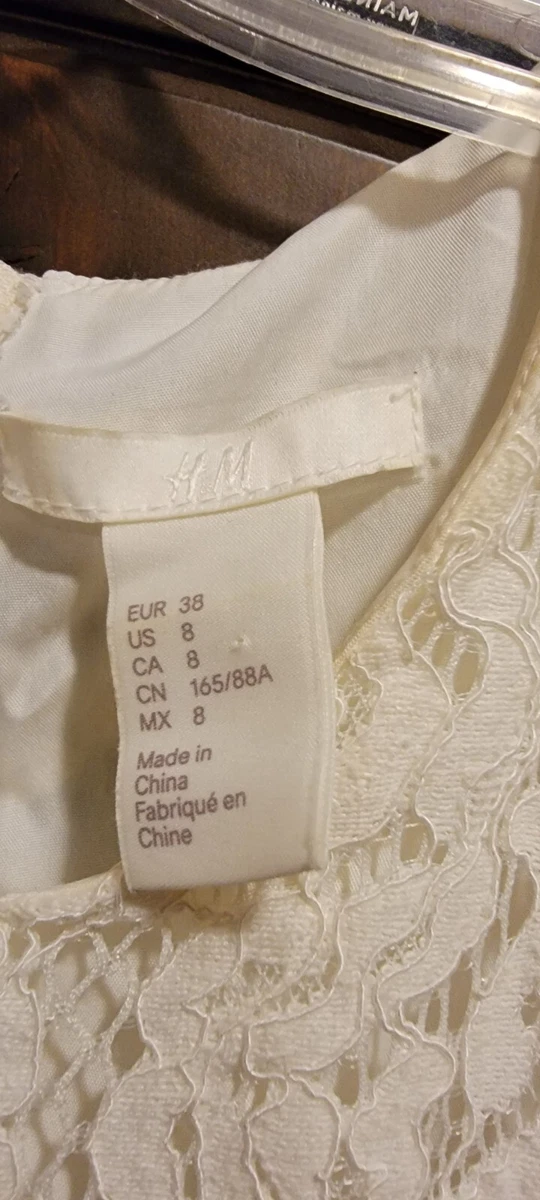 H&M
EUR 38
US 8
CA 8
CN 165/88A
MX 8
Made in
China
Fabriqué en
Chine